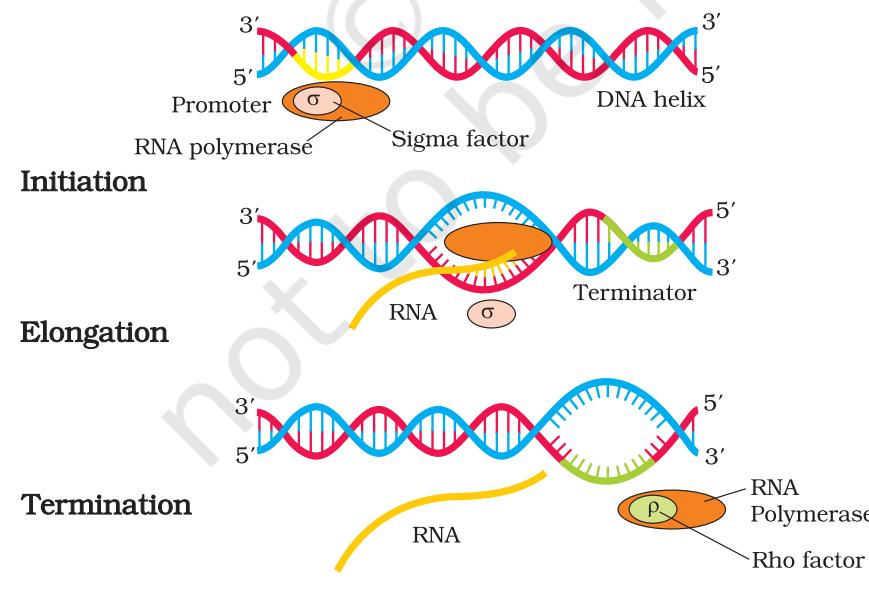 3′ 3′
5′ 5′
Promoter σ DNA helix
RNA polymerase Sigma factor
Initiation
3′ 5′
5′ 3′
RNA σ Terminator
Elongation
3′ 5′
5′ 3′
Termination
RNA
ρ RNA
Polymerase
Rho factor
not to be
©